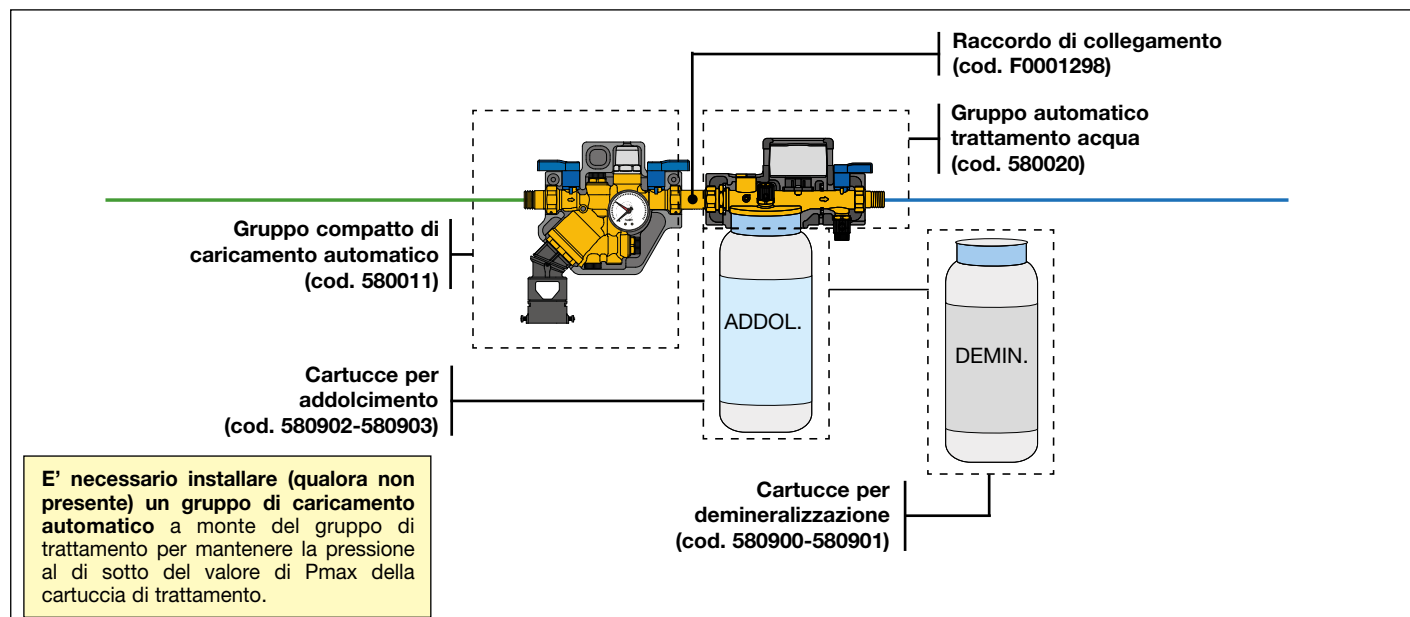 Raccordo di collegamento
(cod. F0001298)
Gruppo automatico
trattamento acqua
(cod. 580020)
Gruppo compatto di
caricamento automatico
(cod. 580011)
ADDOL.
DEMIN.
Cartucce per
addolcimento
(cod. 580902-580903)
Cartucce per
demineralizzazione
(cod. 580900-580901)
E' necessario installare (qualora non
presente) un gruppo di caricamento
automatico a monte del gruppo di
trattamento per mantenere la pressione
al di sotto del valore di Pmax della
cartuccia di trattamento.